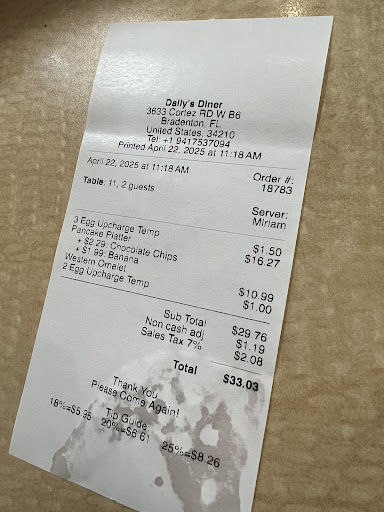 Daily's Diner
3633 Cortez RD W B6
Bradenton, FL
United States, 34210
Tel: +1 9417537094
Printed April 22, 2025 at 11:18 AM
April 22, 2025 at 11:18 AM Order #: 18783
Table: 11, 2 guests Server: Miriam
3 Egg Upcharge Temp $1.50
Pancake Platter $16.27
+ $2.29: Chocolate Chips
+ $1.99: Banana
Western Omelet $10.99
2 Egg Upcharge Temp $1.00
Sub Total $29.76
Non cash adj $1.19
Sales Tax 7% $2.08
Total $33.03
Thank You
Please Come Again!
Tip Guide
18%=$5.95 20%=$6.61 25%=$8.26